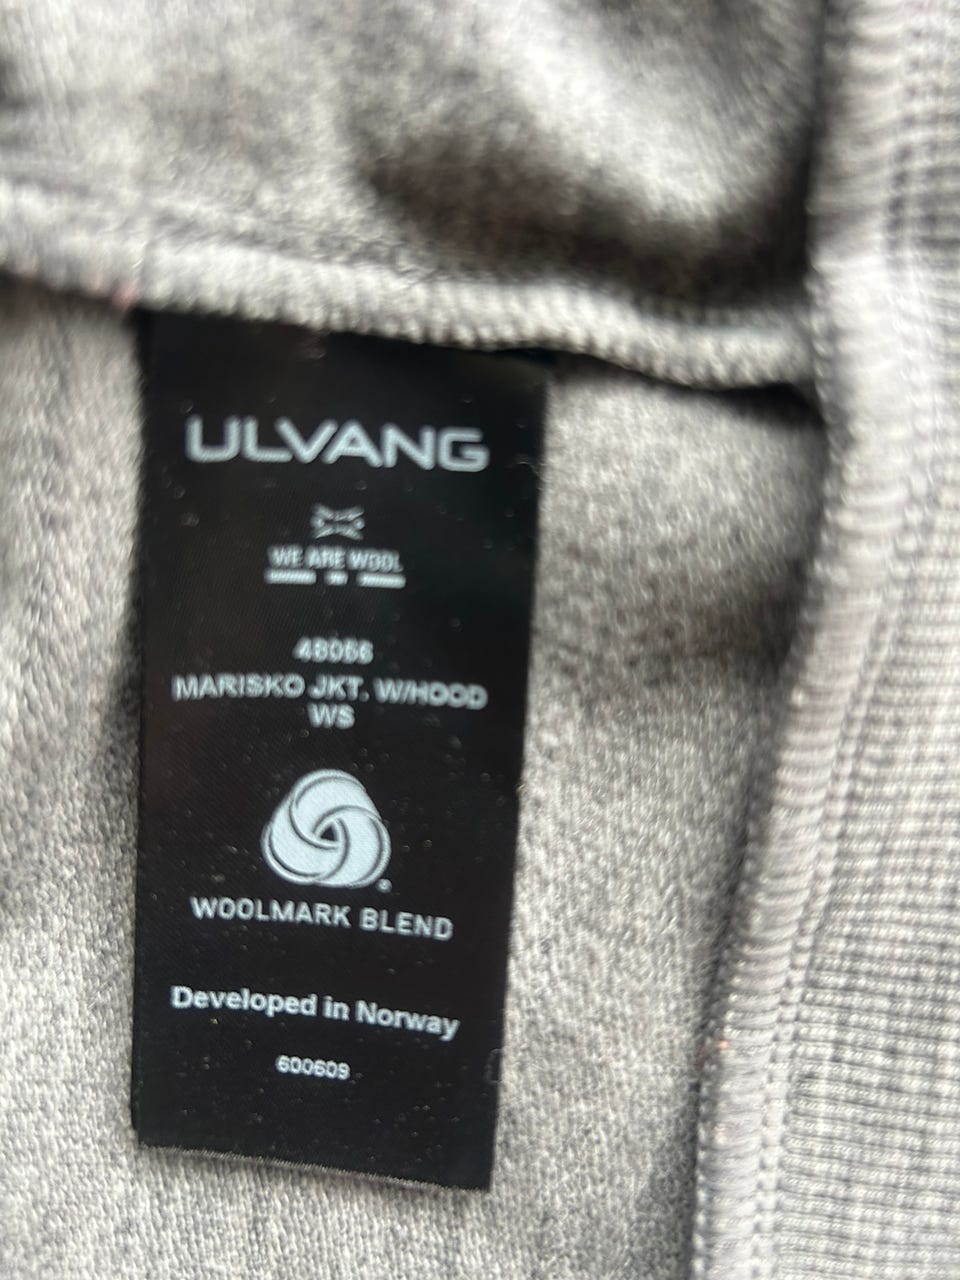 ULVANG
WE ARE WOOL
48066
MARISKO JKT. W/HOOD
WS
WOOLMARK BLEND
Developed in Norway
600609